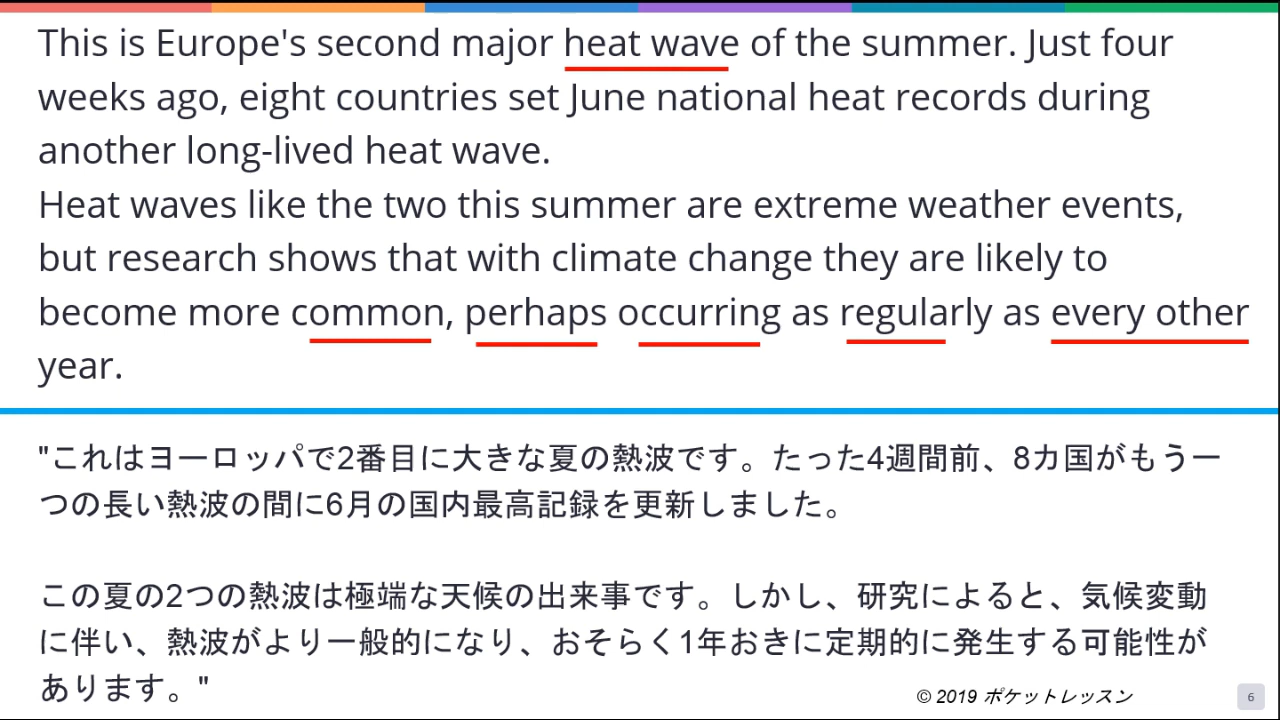 This is Europe's second major heat wave of the summer. Just four
weeks ago, eight countries set June national heat records during
another long-lived heat wave.
Heat waves like the two this summer are extreme weather events,
but research shows that with climate change they are likely to
become more common, perhaps occurring as regularly as every other
year.
"これはヨーロッパで2番目に大きな夏の熱波です。たった4週間前、8カ国がもう一
つの長い熱波の間に6月の国内最高記録を更新しました。
この夏の2つの熱波は極端な天候の出来事です。しかし、研究によると、気候変動
に伴い、熱波がより一般的になり、おそらく1年おきに定期的に発生する可能性が
あります。"
© 2019 ポケットレッスン
6